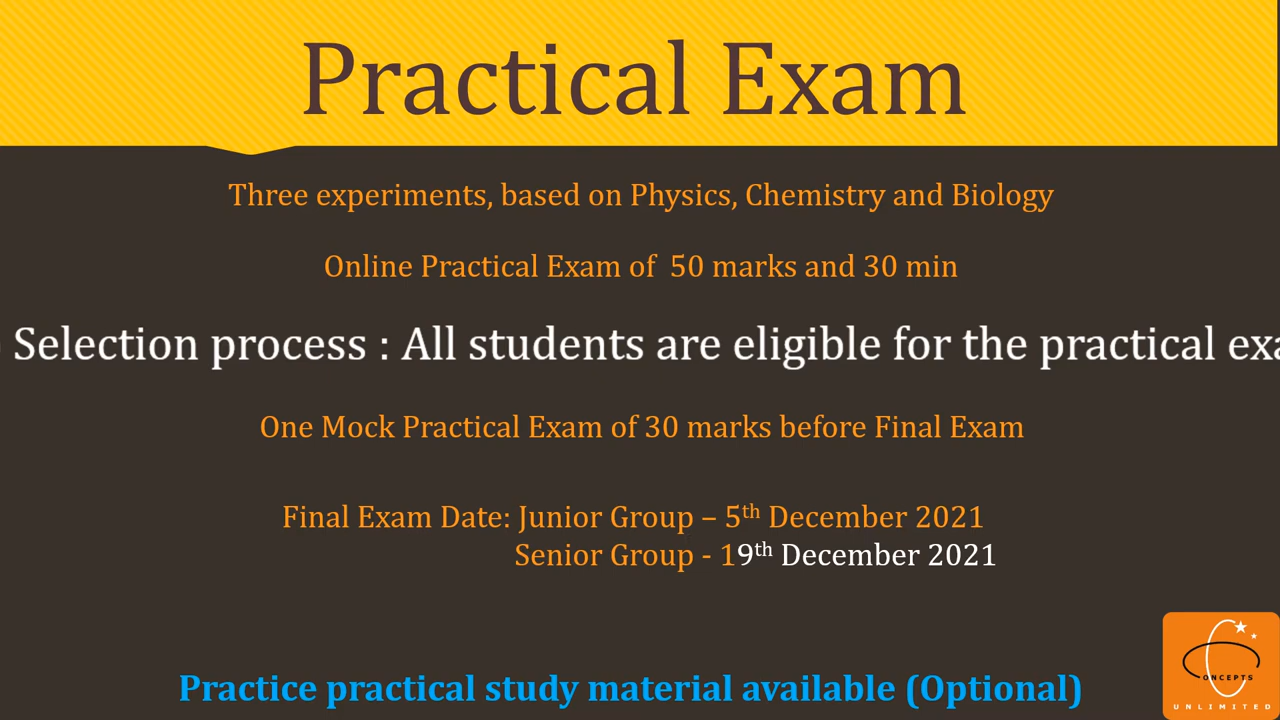 Practical Exam
Three experiments, based on Physics, Chemistry and Biology
Online Practical Exam of 50 marks and 30 min
Selection process : All students are eligible for the practical exa
One Mock Practical Exam of 30 marks before Final Exam
Final Exam Date: Junior Group – 5th December 2021
Senior Group - 19th December 2021
Practice practical study material available (Optional)
ONCEPTS
UNLIMITED